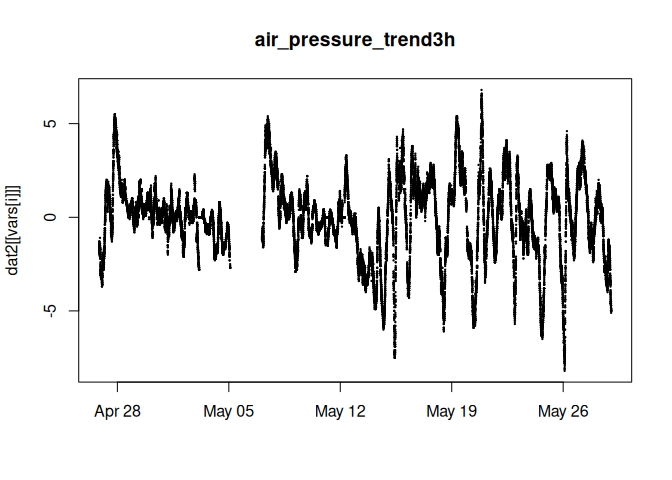 air_pressure_trend3h
dat2[[vars[i]]]
5
0
-5
Apr 28
May 05
May 12
May 19
May 26